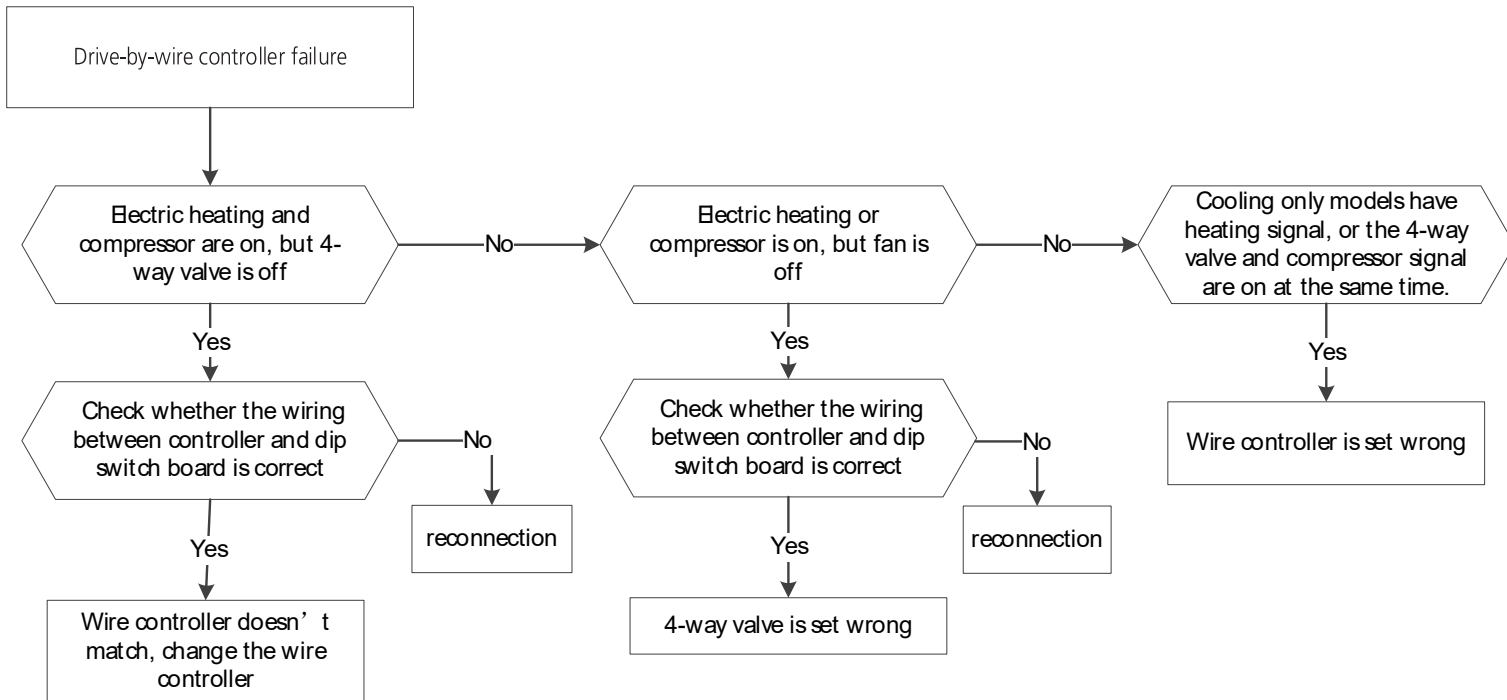 Drive-by-wire controller failure
Electric heating and
compressor are on, but 4-
way valve is off
No
Electric heating or
compressor is on, but fan is
off
No
Cooling only models have
heating signal, or the 4-way
valve and compressor signal
are on at the same time.
Yes
Yes
Yes
Check whether the wiring
between controller and dip
switch board is correct
No
Check whether the wiring
between controller and dip
switch board is correct
No
Wire controller is set wrong
reconnection
reconnection
Yes
Yes
Wire controller doesn’t
match, change the wire
controller
4-way valve is set wrong